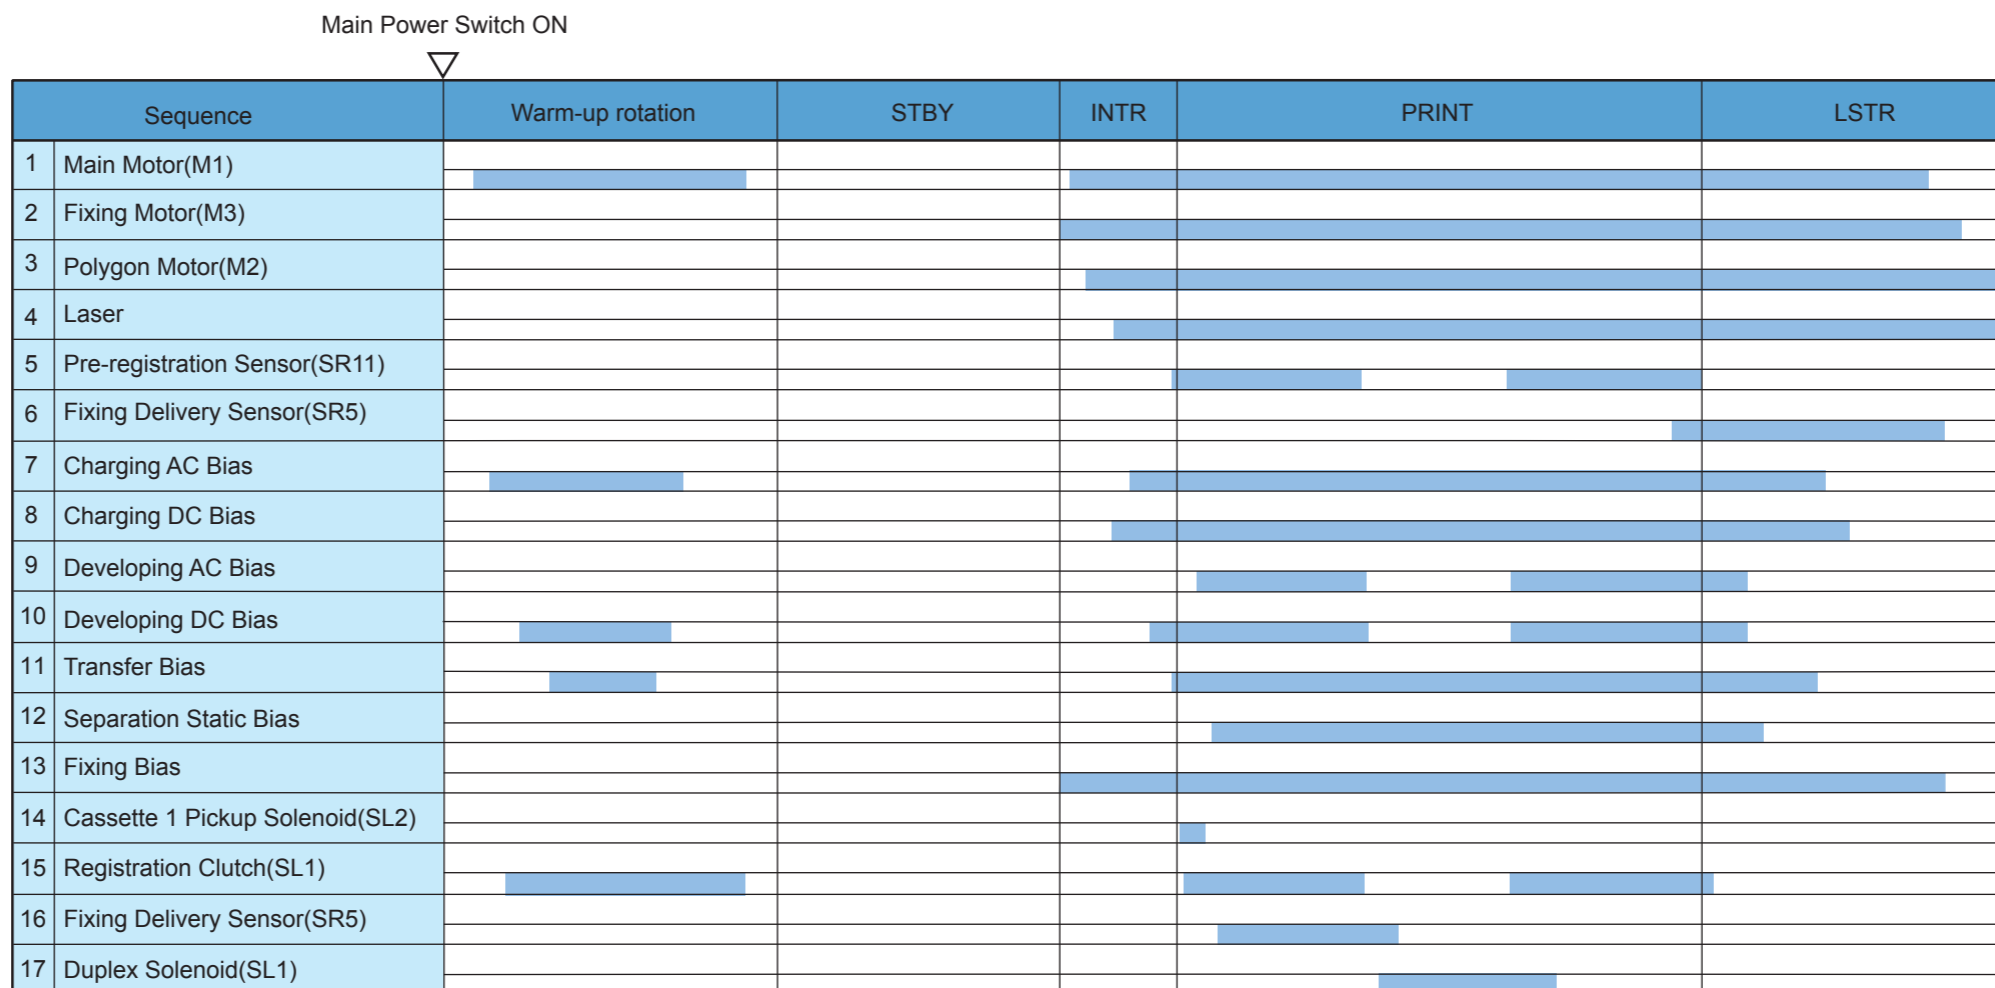 Main Power Switch ON
Sequence Warm-up rotation STBY INTR PRINT LSTR
1 Main Motor(M1)
2 Fixing Motor(M3)
3 Polygon Motor(M2)
4 Laser
5 Pre-registration Sensor(SR11)
6 Fixing Delivery Sensor(SR5)
7 Charging AC Bias
8 Charging DC Bias
9 Developing AC Bias
10 Developing DC Bias
11 Transfer Bias
12 Separation Static Bias
13 Fixing Bias
14 Cassette 1 Pickup Solenoid(SL2)
15 Registration Clutch(SL1)
16 Fixing Delivery Sensor(SR5)
17 Duplex Solenoid(SL1)